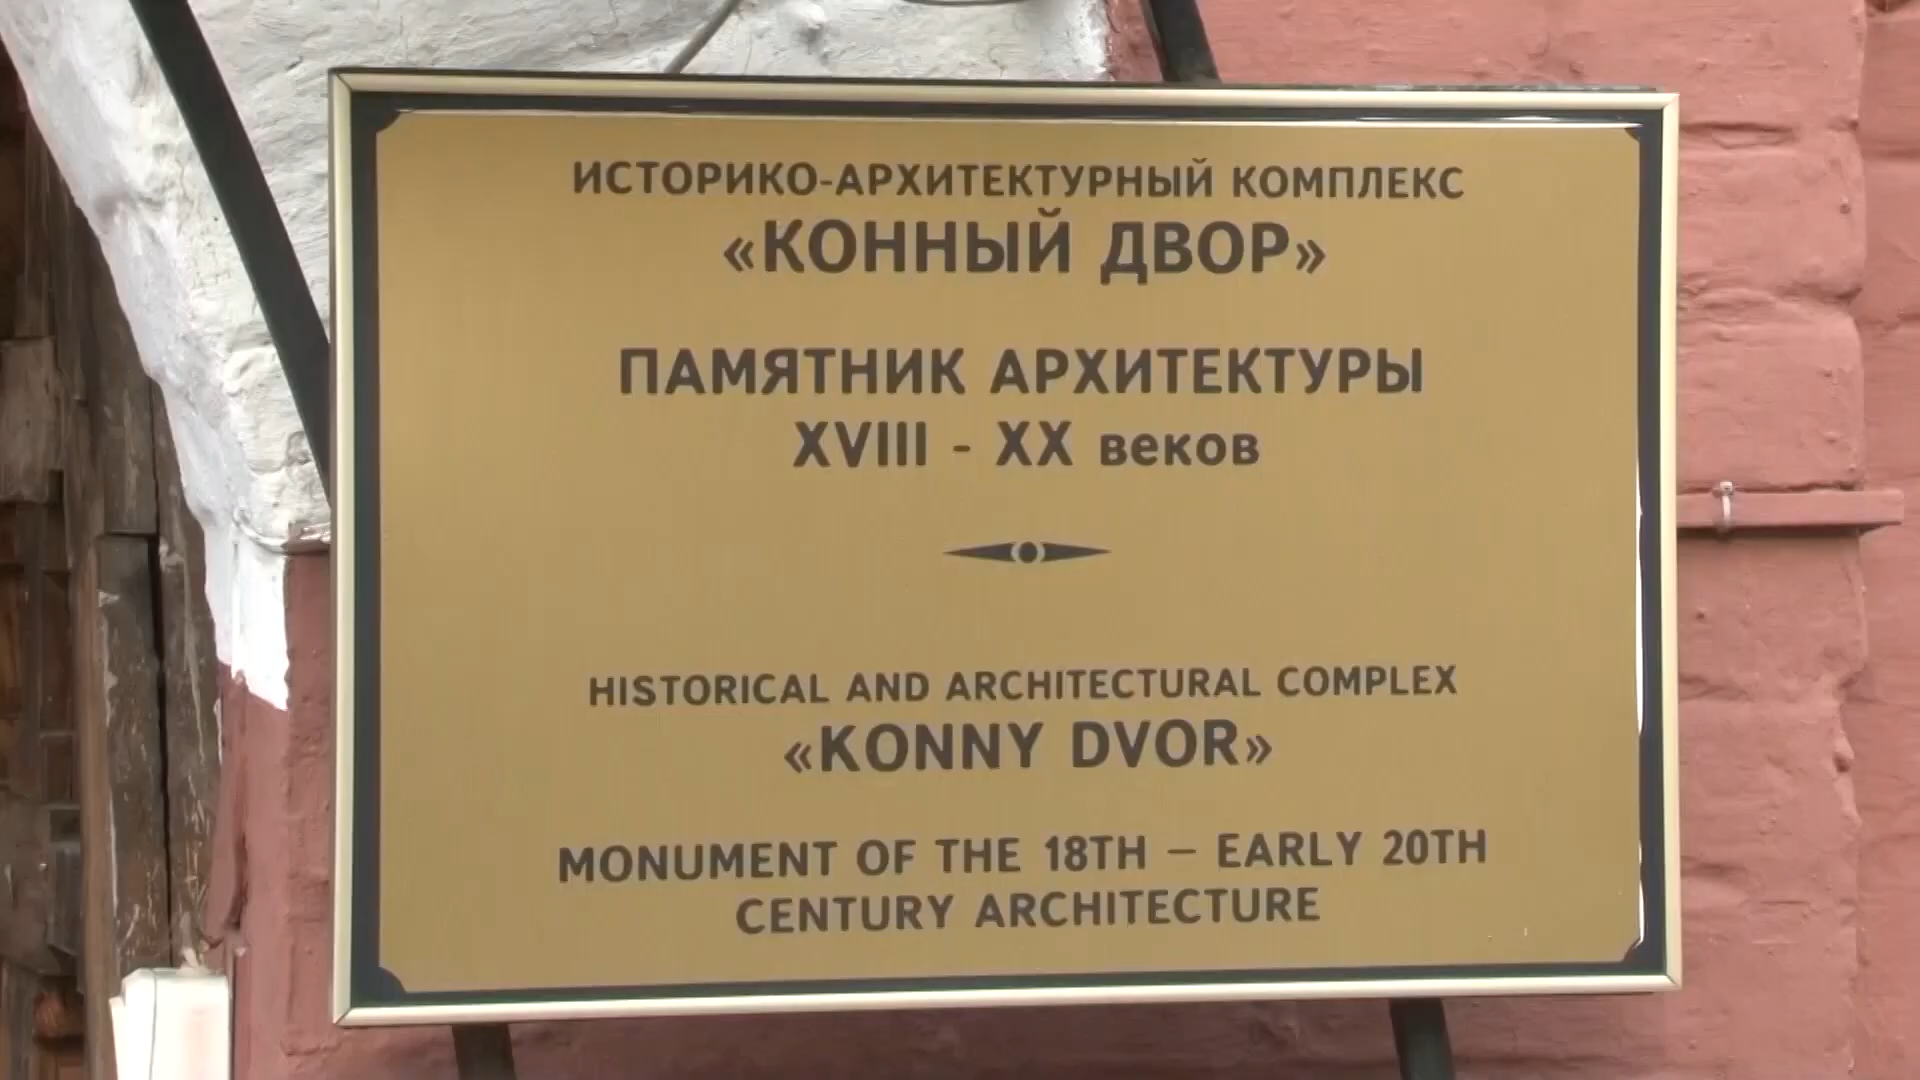 ИСТОРИКО-АРХИТЕКТУРНЫЙ КОМПЛЕКС
«КОННЫЙ ДВОР»
ПАМЯТНИК АРХИТЕКТУРЫ
XVIII - XX веков
HISTORICAL AND ARCHITECTURAL COMPLEX
«KONNY DVOR»
MONUMENT OF THE 18TH – EARLY 20TH
CENTURY ARCHITECTURE